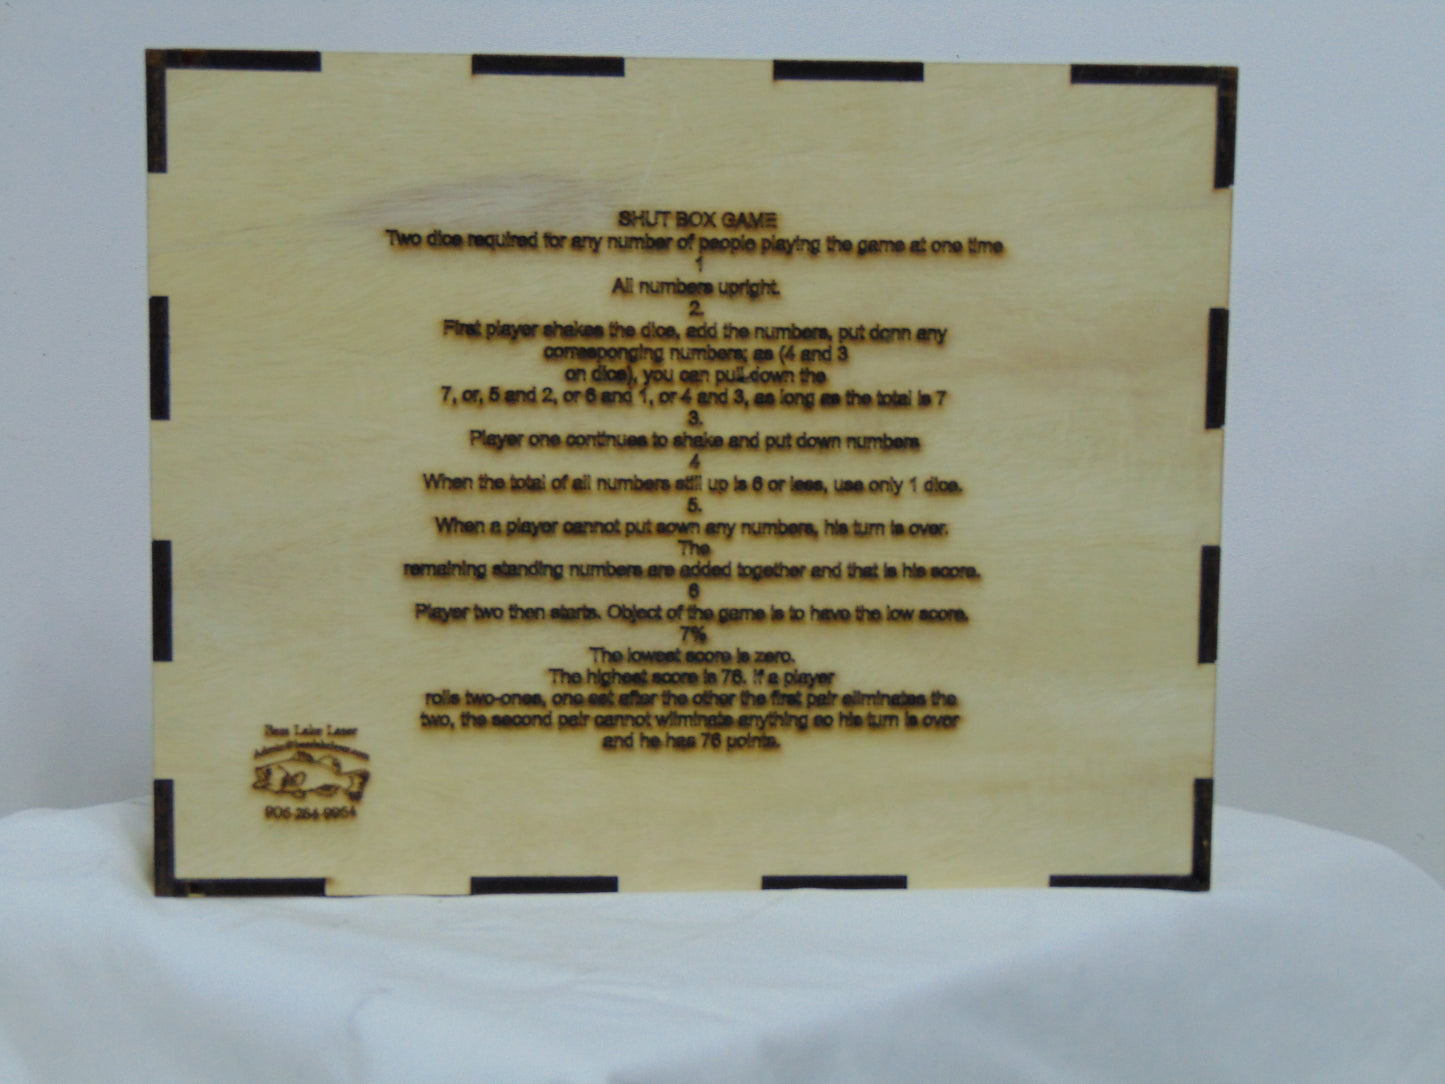 SHUT BOX GAME
Two dice required for any number of people playing the game at one time
1
All numbers upright.
2.
First player shakes the dice, add the numbers, put donn any
corresponging numbers; as (4 and 3
on dice), you can pull down the
7, or, 5 and 2, or 6 and 1, or 4 and 3, as long as the total is 7
3.
Player one continues to shake and put down numbers
4
When the total of all numbers still up is 6 or less, use only 1 dice.
5.
When a player cannot put sown any numbers, his turn is over.
The
remaining standing numbers are added together and that is his score.
6
Player two then starts. Object of the game is to have the low score.
7%
The lowest score is zero.
The highest score is 76. If a player
rolls two-ones, one set after the other the first pair eliminates the
two, the second pair cannot wilminate anything so his turn is over
and he has 76 points.
Bass Lake Laser
906-264-9954